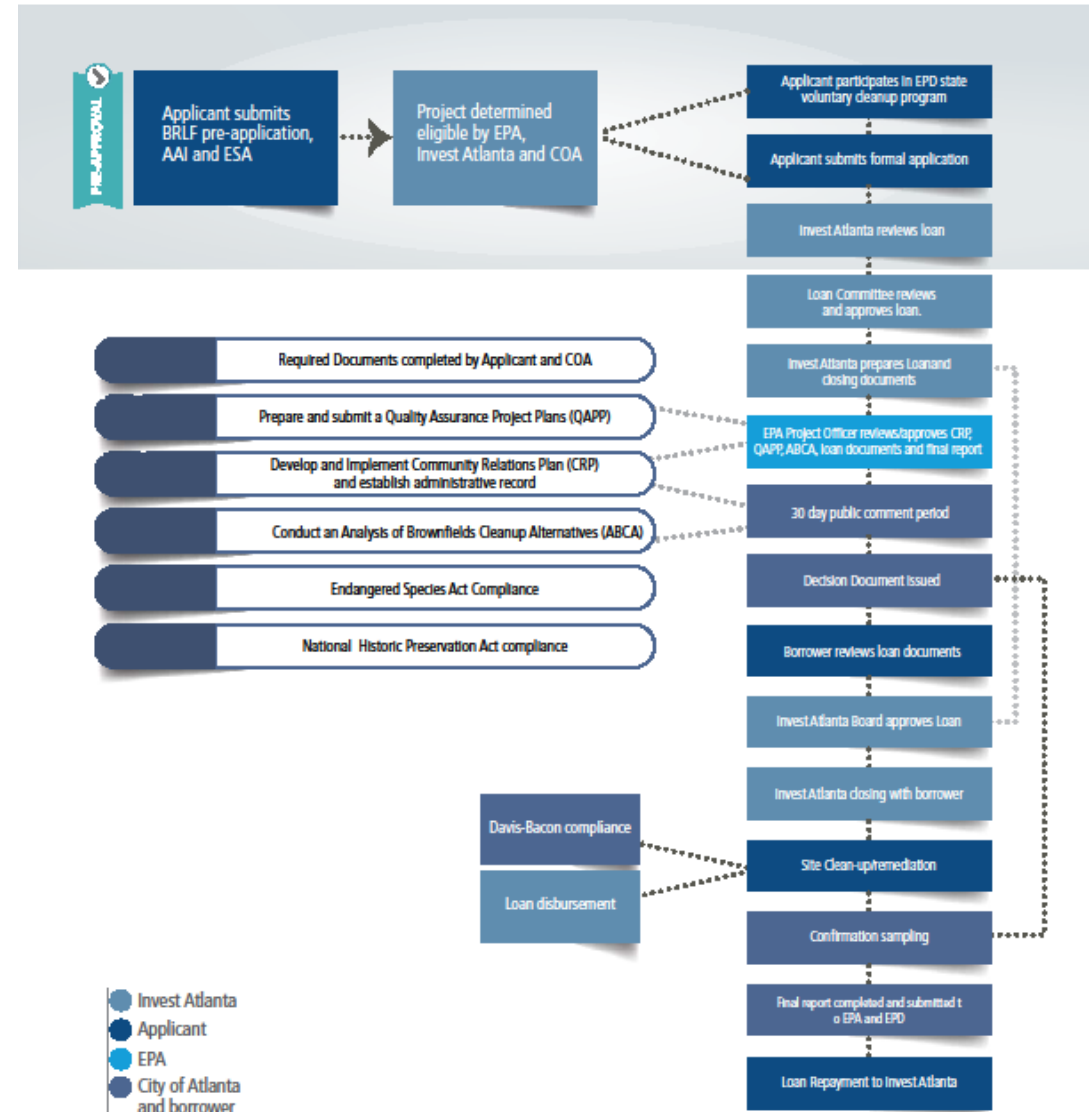 PRE-APPROVAL
Applicant submits
BRLF pre-application,
AAI and ESA
Project determined
eligible by EPA,
Invest Atlanta and COA
Applicant participates in EPD state
voluntary cleanup program
Applicant submits formal application
Invest Atlanta reviews loan
Loan Committee reviews
and approves loan.
Invest Atlanta prepares Loanand
closing documents
EPA Project Officer reviews/approves CRP,
QAPP, ABCA, loan documents and final report
30 day public comment period
Decision Document Issued
Borrower reviews loan documents
Invest Atlanta Board approves Loan
Invest Atlanta closing with borrower
Site Clean-up/remediation
Confirmation sampling
Final report completed and submitted t
o EPA and EPD
Loan Repayment to Invest Atlanta
Required Documents completed by Applicant and COA
Prepare and submit a Quality Assurance Project Plans (QAPP)
Develop and Implement Community Relations Plan (CRP)
and establish administrative record
Conduct an Analysis of Brownfields Cleanup Alternatives (ABCA)
Endangered Species Act Compliance
National Historic Preservation Act compliance
Davis-Bacon compliance
Loan disbursement
Invest Atlanta
Applicant
EPA
City of Atlanta
and borrower